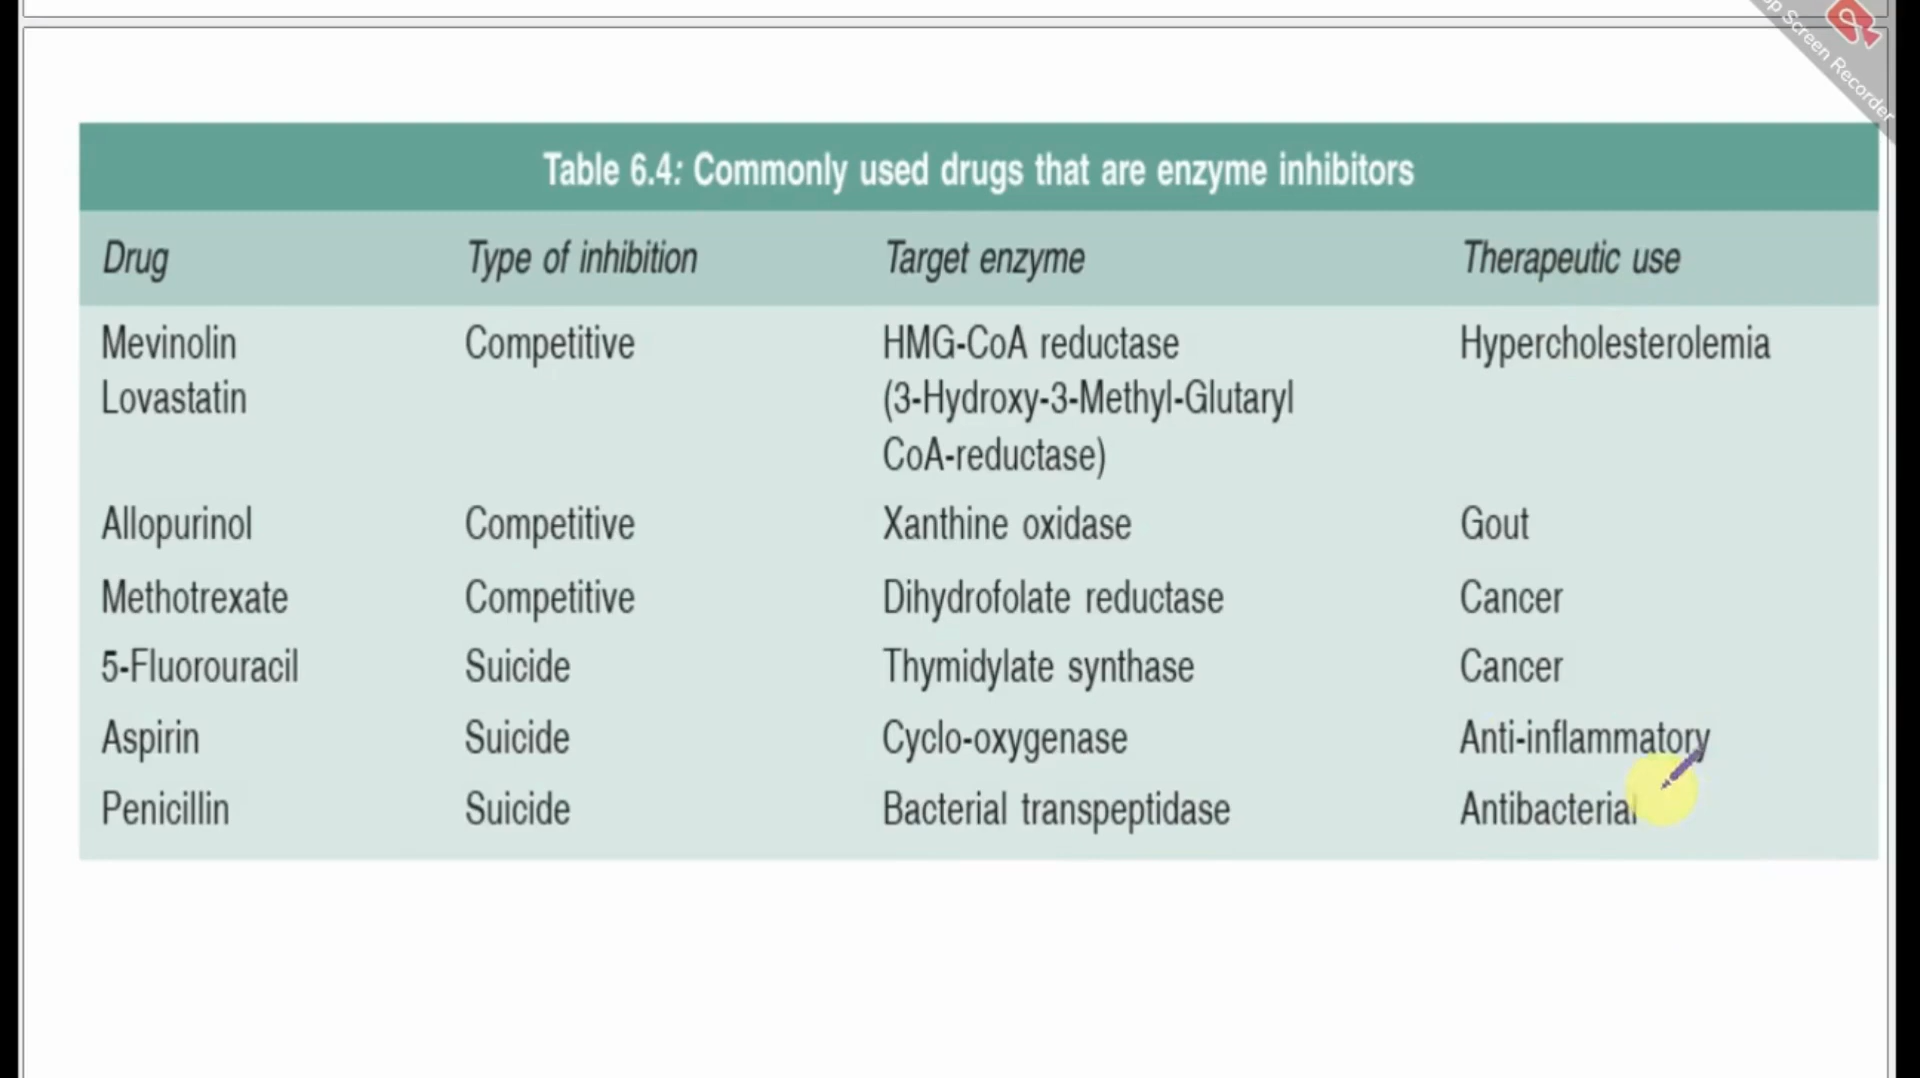 Table 6.4: Commonly used drugs that are enzyme inhibitors
Drug Type of inhibition Target enzyme Therapeutic use
Mevinolin Competitive HMG-CoA reductase Hypercholesterolemia
Lovastatin (3-Hydroxy-3-Methyl-Glutaryl
CoA-reductase)
Allopurinol Competitive Xanthine oxidase Gout
Methotrexate Competitive Dihydrofolate reductase Cancer
5-Fluorouracil Suicide Thymidylate synthase Cancer
Aspirin Suicide Cyclo-oxygenase Anti-inflammatory
Penicillin Suicide Bacterial transpeptidase Antibacterial
Screen Recorder